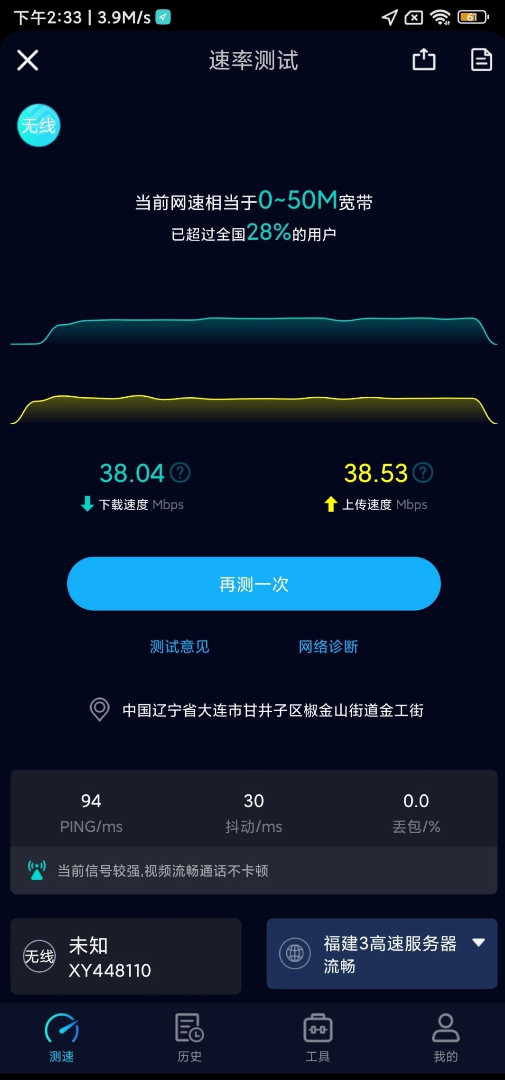 下午2:33 | 3.9M/s
6
速率测试
无线
当前网速相当于0~50M宽带
已超过全国28%的用户
38.04 ?
38.53 ?
下载速度 Mbps
上传速度 Mbps
再测一次
测试意见
网络诊断
中国辽宁省大连市甘井子区椒金山街道金工街
94
30
0.0
PING/ms
抖动/ms
丢包/%
当前信号较强,视频流畅通话不卡顿
无线
未知
XY448110
福建3高速服务器
流畅
测速
历史
工具
我的